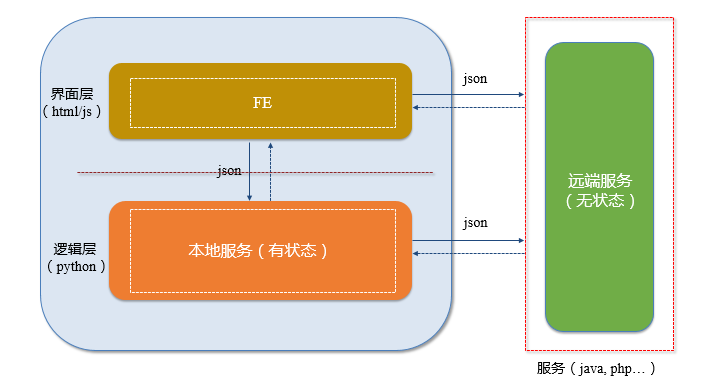 界面层
（html/js）
FE
json
json
逻辑层
（python）
本地服务（有状态）
json
远端服务
（无状态）
服务（java, php…）